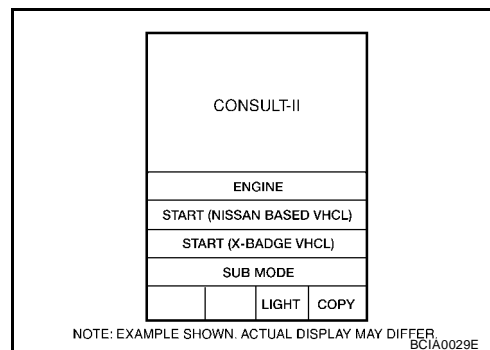 CONSULT-II
ENGINE
START (NISSAN BASED VHCL)
START (X-BADGE VHCL)
SUB MODE
LIGHT COPY
NOTE: EXAMPLE SHOWN. ACTUAL DISPLAY MAY DIFFER.
BCIA0029E